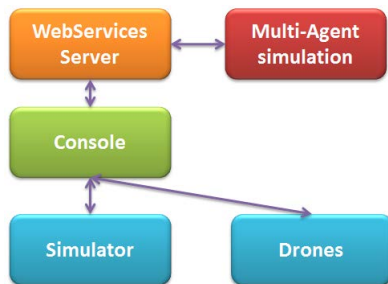 WebServices
Server
Multi-Agent
simulation
Console
Simulator
Drones